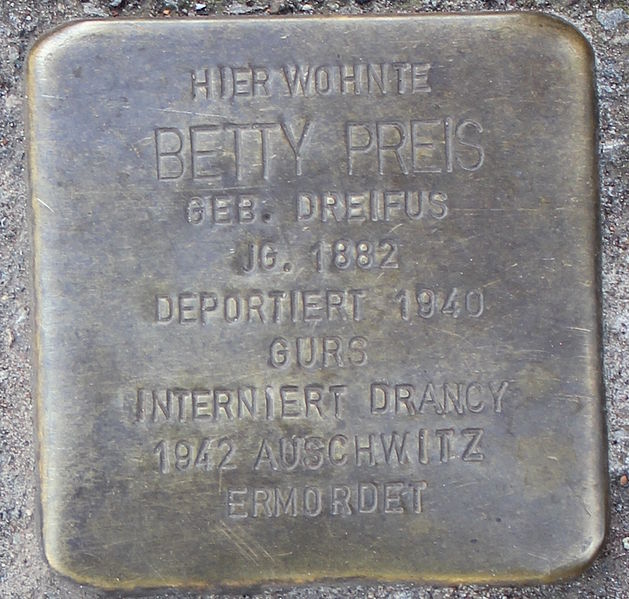 HIER WOHNTE
BETTY PREIS
GEB. DREIFUS
JG. 1882
DEPORTIERT 1940
GURS
INTERNIERT DRANCY
1942 AUSCHWITZ
ERMORDET